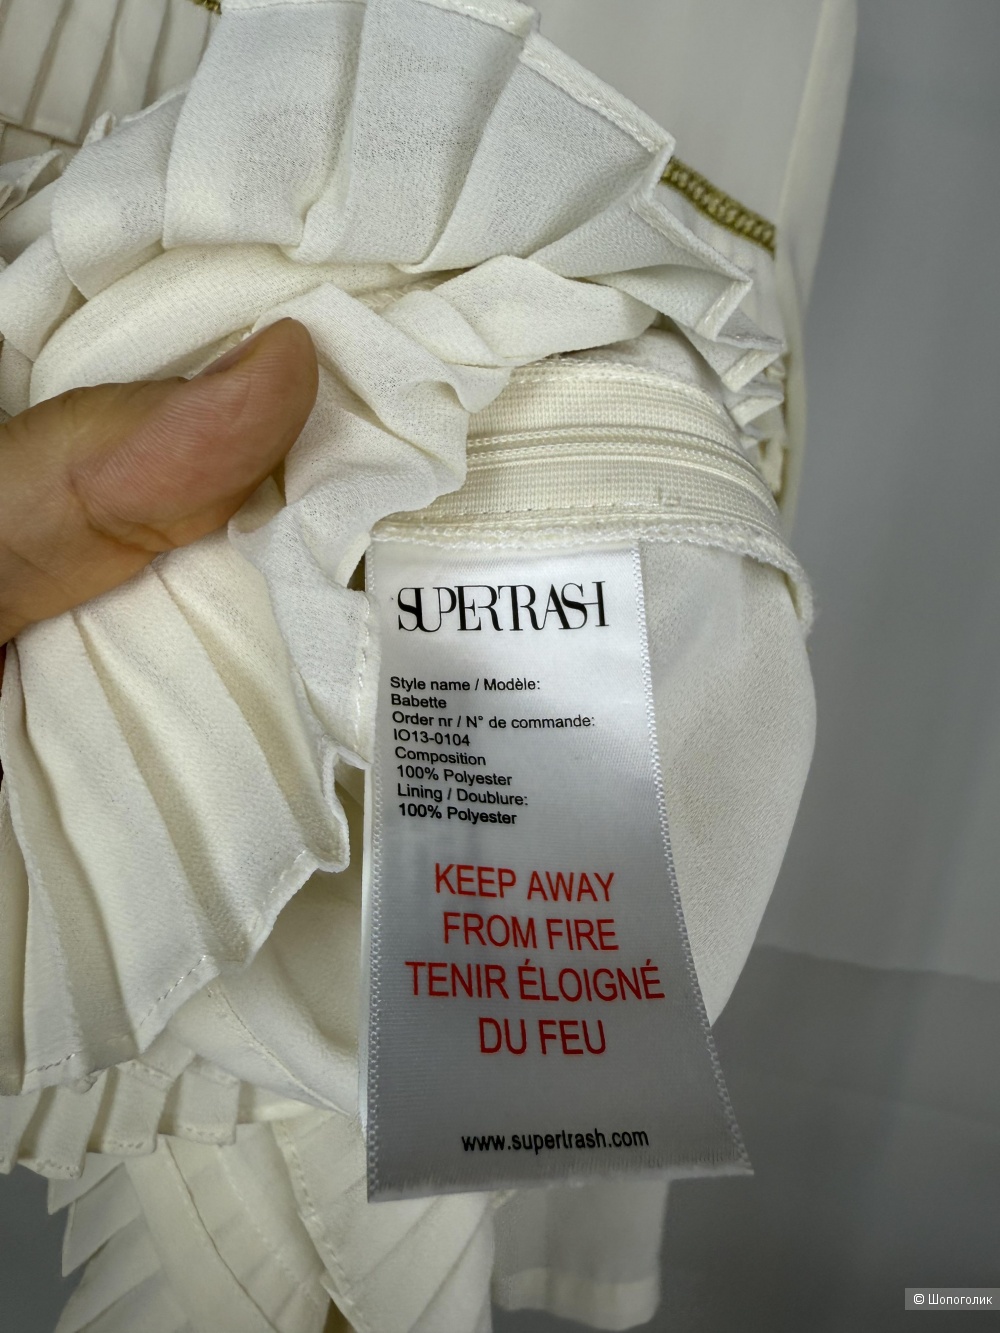 SUPERTRASH
Style name / Modèle:
Babette
Order nr / N° de commande:
IO13-0104
Composition
100% Polyester
Lining / Doublure:
100% Polyester
KEEP AWAY
FROM FIRE
TENIR ÉLOIGNÉ
DU FEU
www.supertrash.com
© Шопоголик